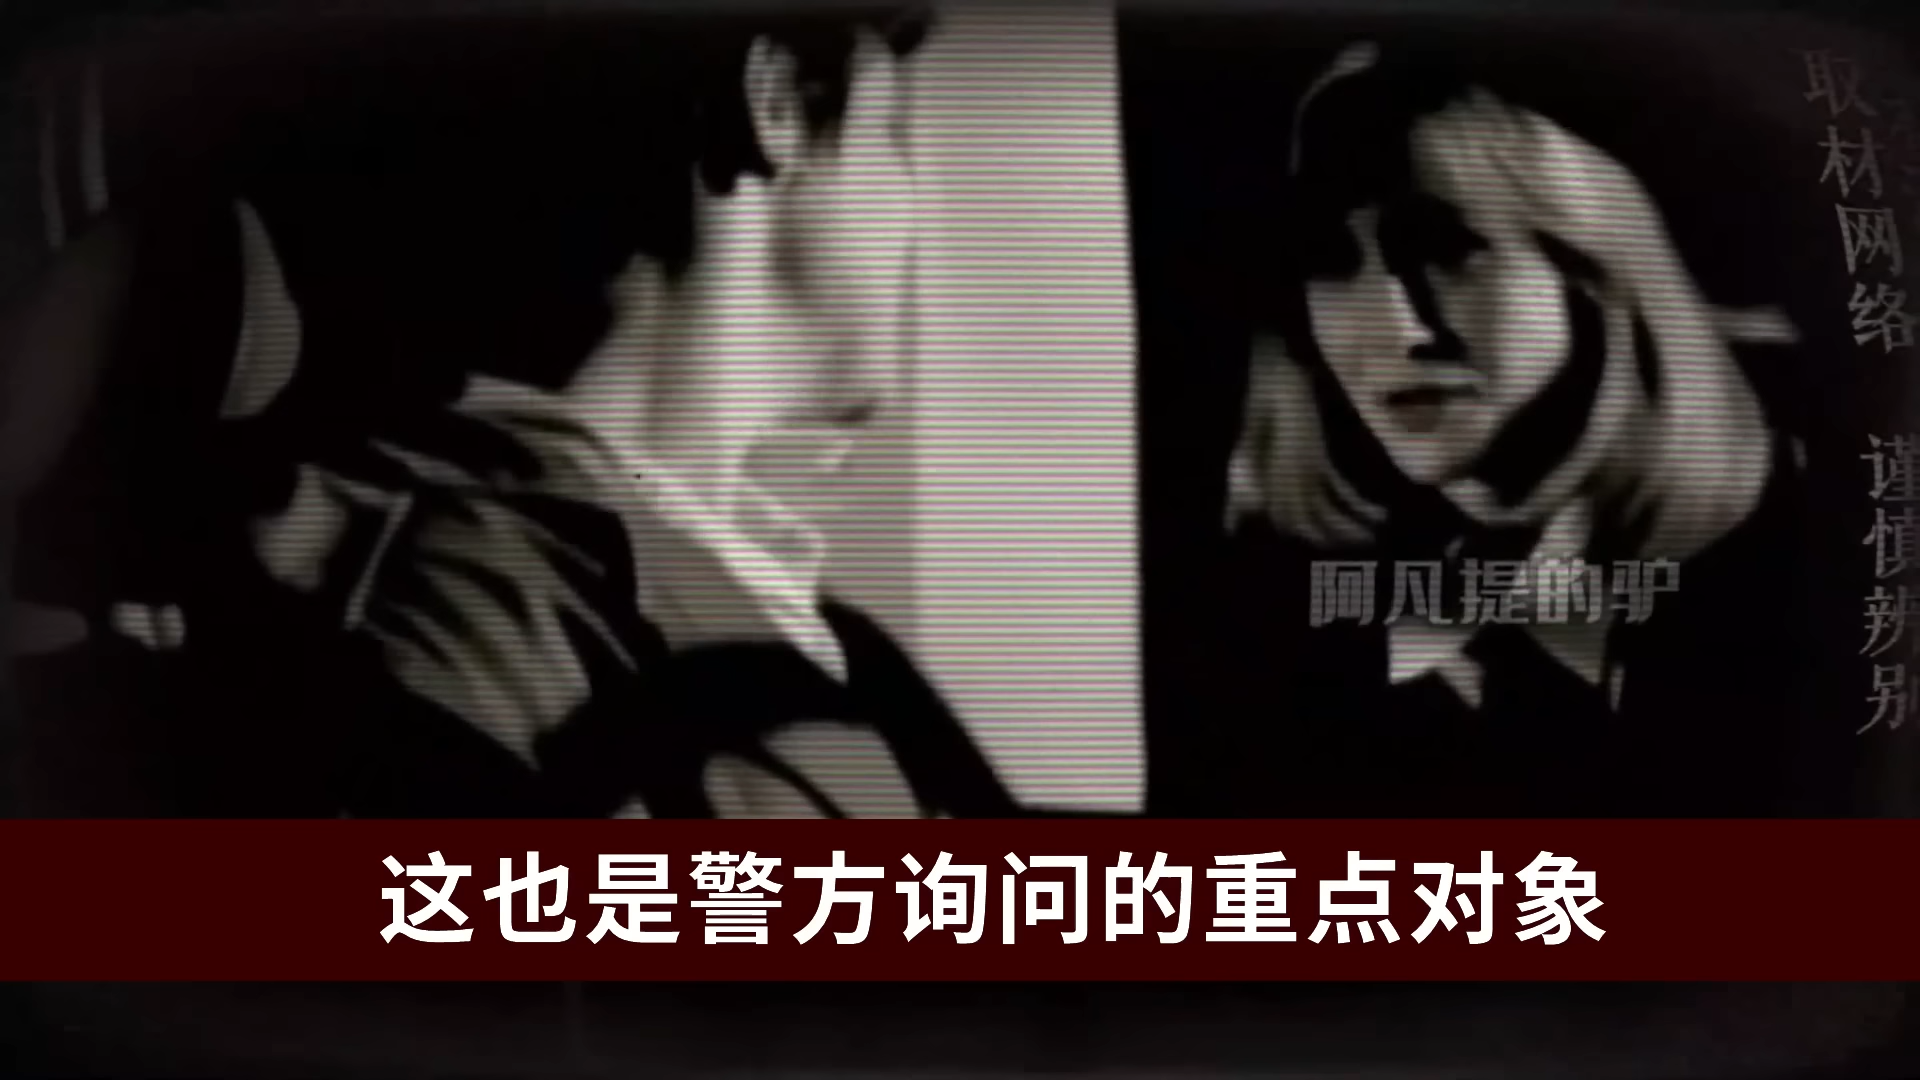 取材网络 谨慎辨别
阿凡提的驴
这也是警方询问的重点对象